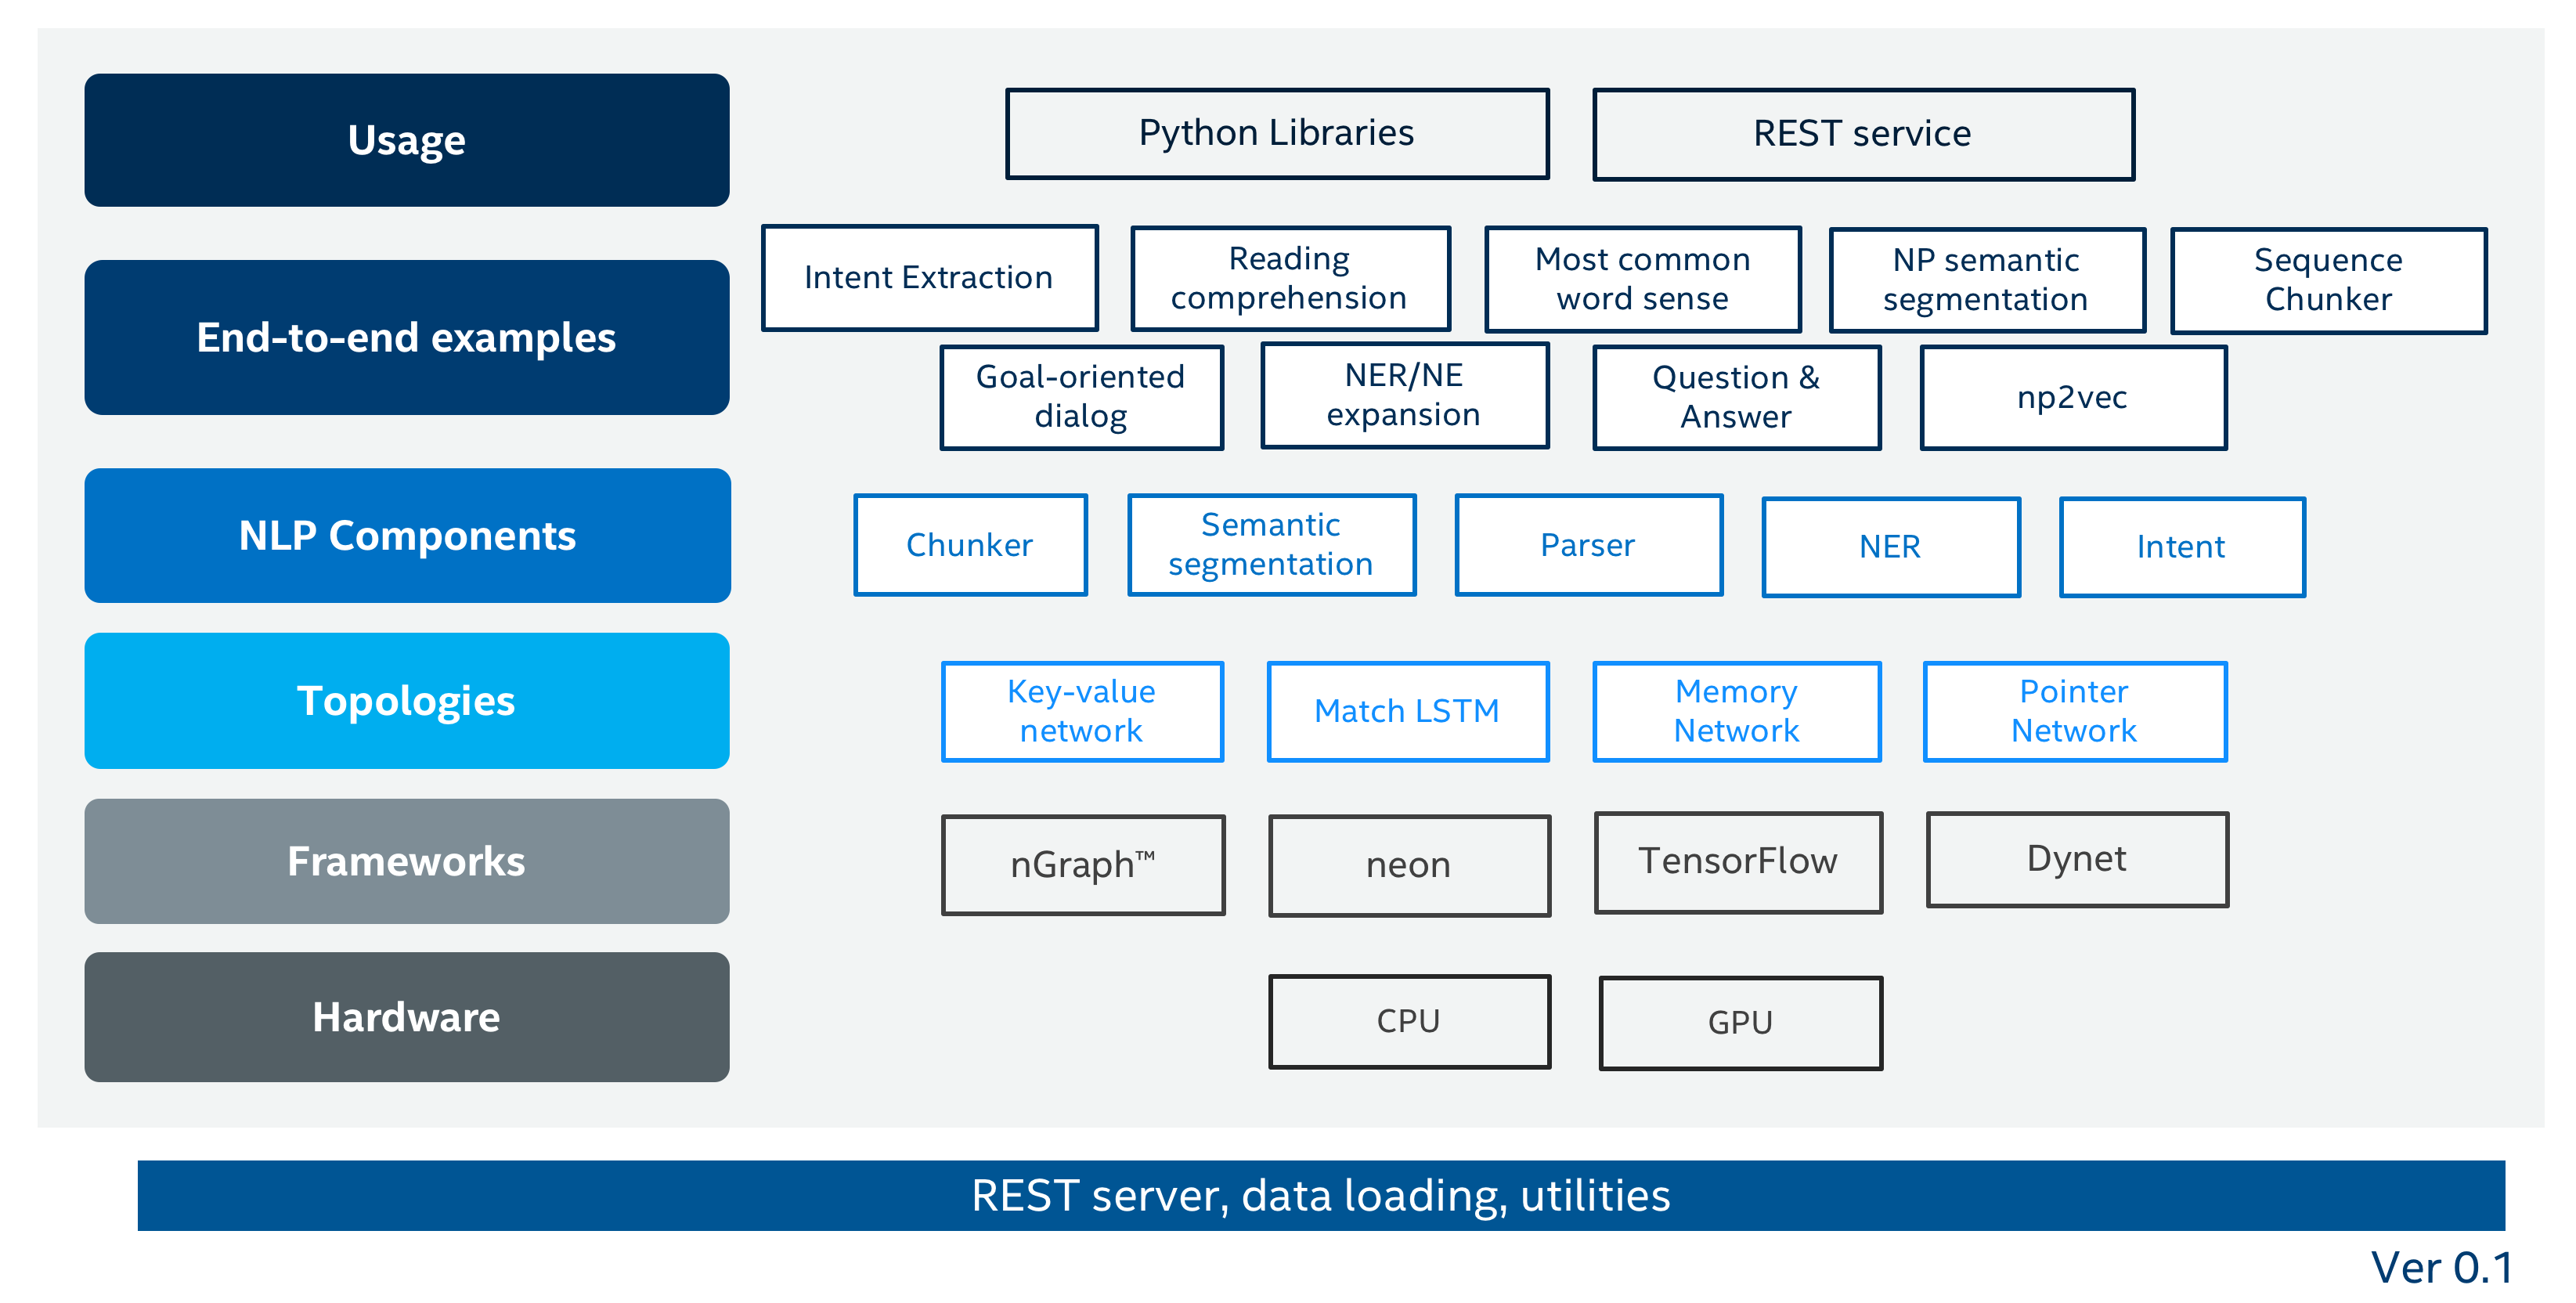 Usage
Python Libraries
REST service
End-to-end examples
Intent Extraction
Reading
comprehension
Most common
word sense
NP semantic
segmentation
Sequence
Chunker
Goal-oriented
dialog
NER/NE
expansion
Question &
Answer
np2vec
NLP Components
Chunker
Semantic
segmentation
Parser
NER
Intent
Topologies
Key-value
network
Match LSTM
Memory
Network
Pointer
Network
Frameworks
nGraph™
neon
TensorFlow
Dynet
Hardware
CPU
GPU
REST server, data loading, utilities
Ver 0.1